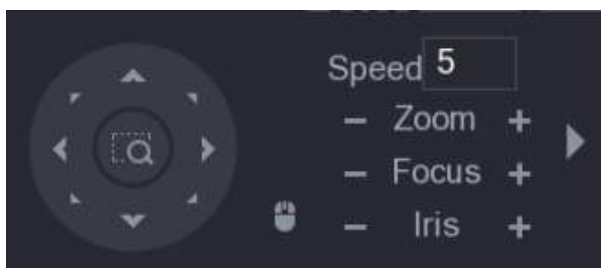 Speed 5
− Zoom +
− Focus +
− Iris +